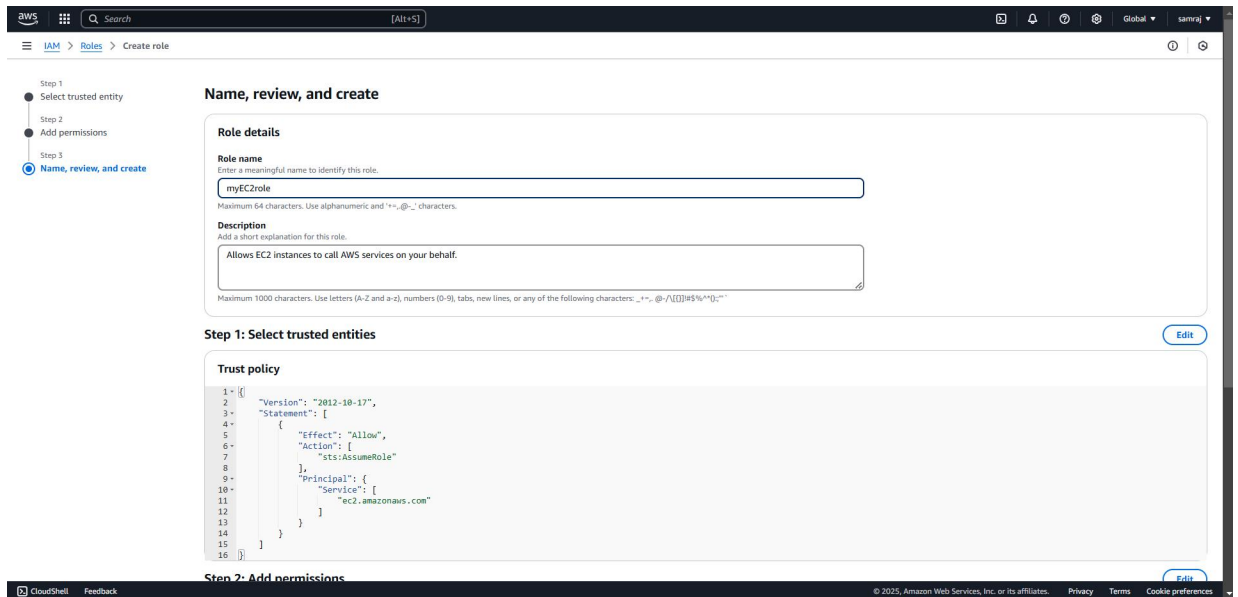 aws
Search
[Alt+S]
Global
samraj
IAM > Roles > Create role
Step 1
Select trusted entity
Step 2
Add permissions
Step 3
Name, review, and create
Name, review, and create
Role details
Role name
Enter a meaningful name to identify this role.
myEC2role
Maximum 64 characters. Use alphanumeric and '+=,.@-_' characters.
Description
Add a short explanation for this role.
Allows EC2 instances to call AWS services on your behalf.
Maximum 1000 characters. Use letters (A-Z and a-z), numbers (0-9), tabs, new lines, or any of the following characters:
Step 1: Select trusted entities
Edit
Trust policy
1 {
2 "Version": "2012-10-17",
3 "Statement": [
4 {
5 "Effect": "Allow",
6 "Action": [
7 "sts:AssumeRole"
8 ],
9 "Principal": {
10 "Service": [
11 "ec2.amazonaws.com"
12 ]
13 }
14 }
15 ]
16 }
Step 2: Add permissions
Edit
CloudShell Feedback
© 2025, Amazon Web Services, Inc. or its affiliates. Privacy Terms Cookie preferences